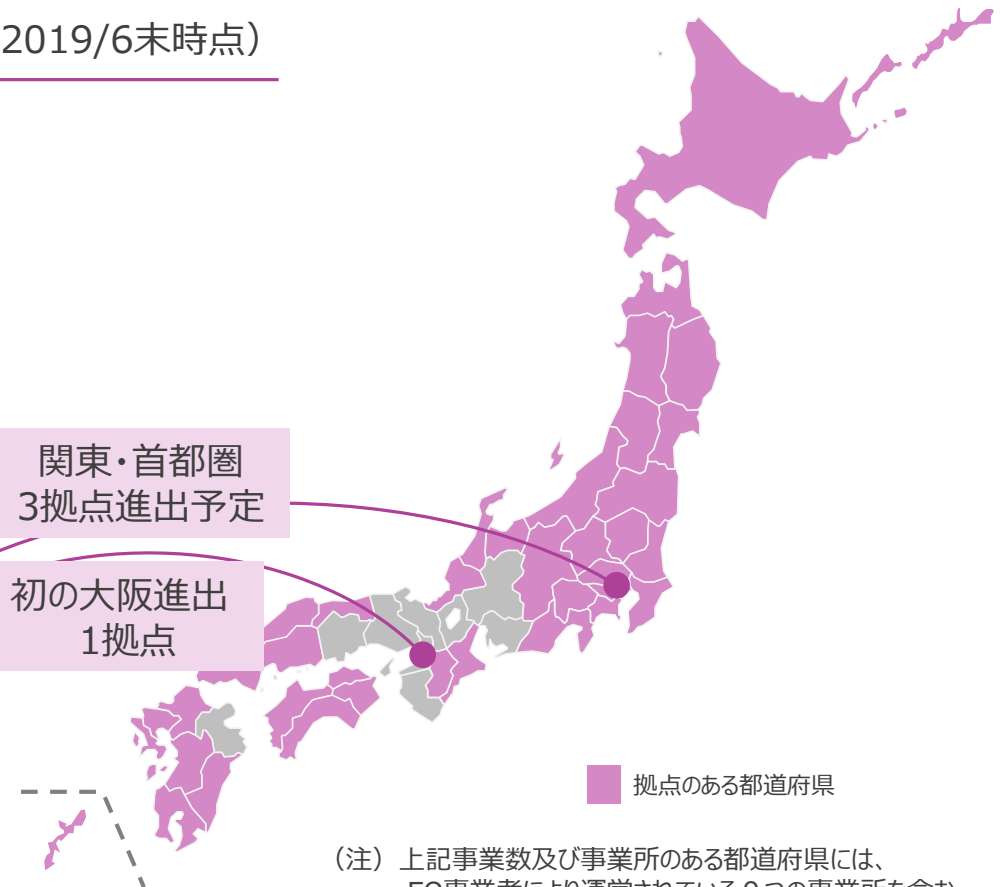 2019/6末時点）
関東・首都圏
3拠点進出予定
初の大阪進出
1拠点
拠点のある都道府県
（注）上記事業数及び事業所のある都道府県には、